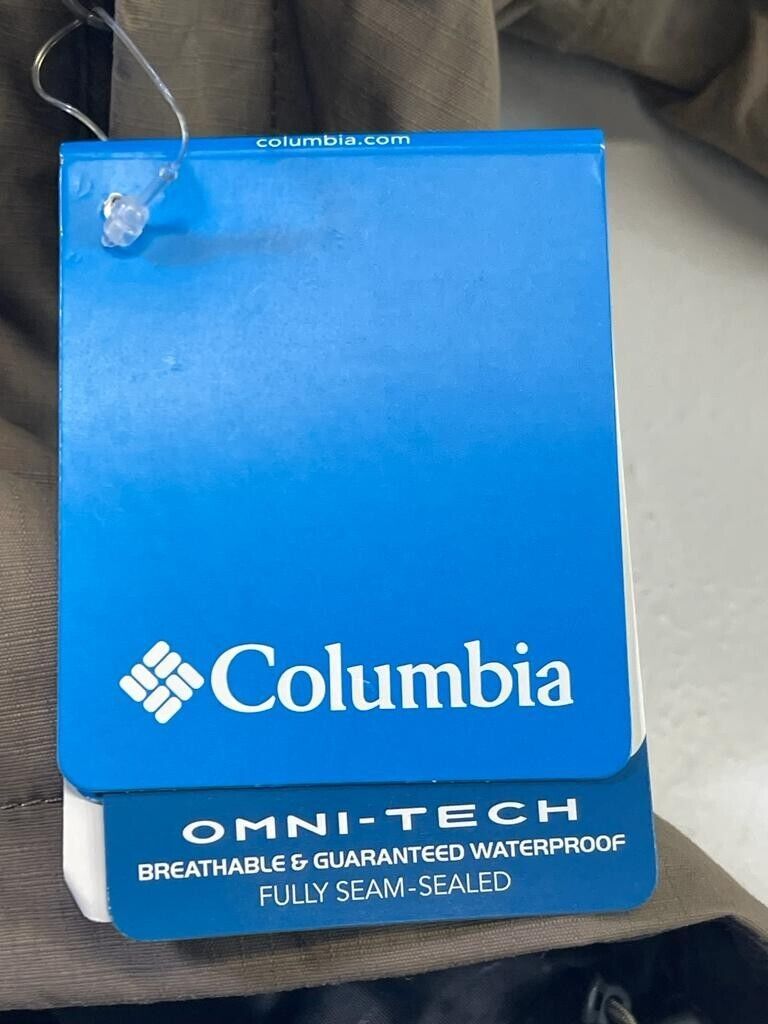 columbia.com
Columbia
OMNI-TECH
BREATHABLE & GUARANTEED WATERPROOF
FULLY SEAM-SEALED